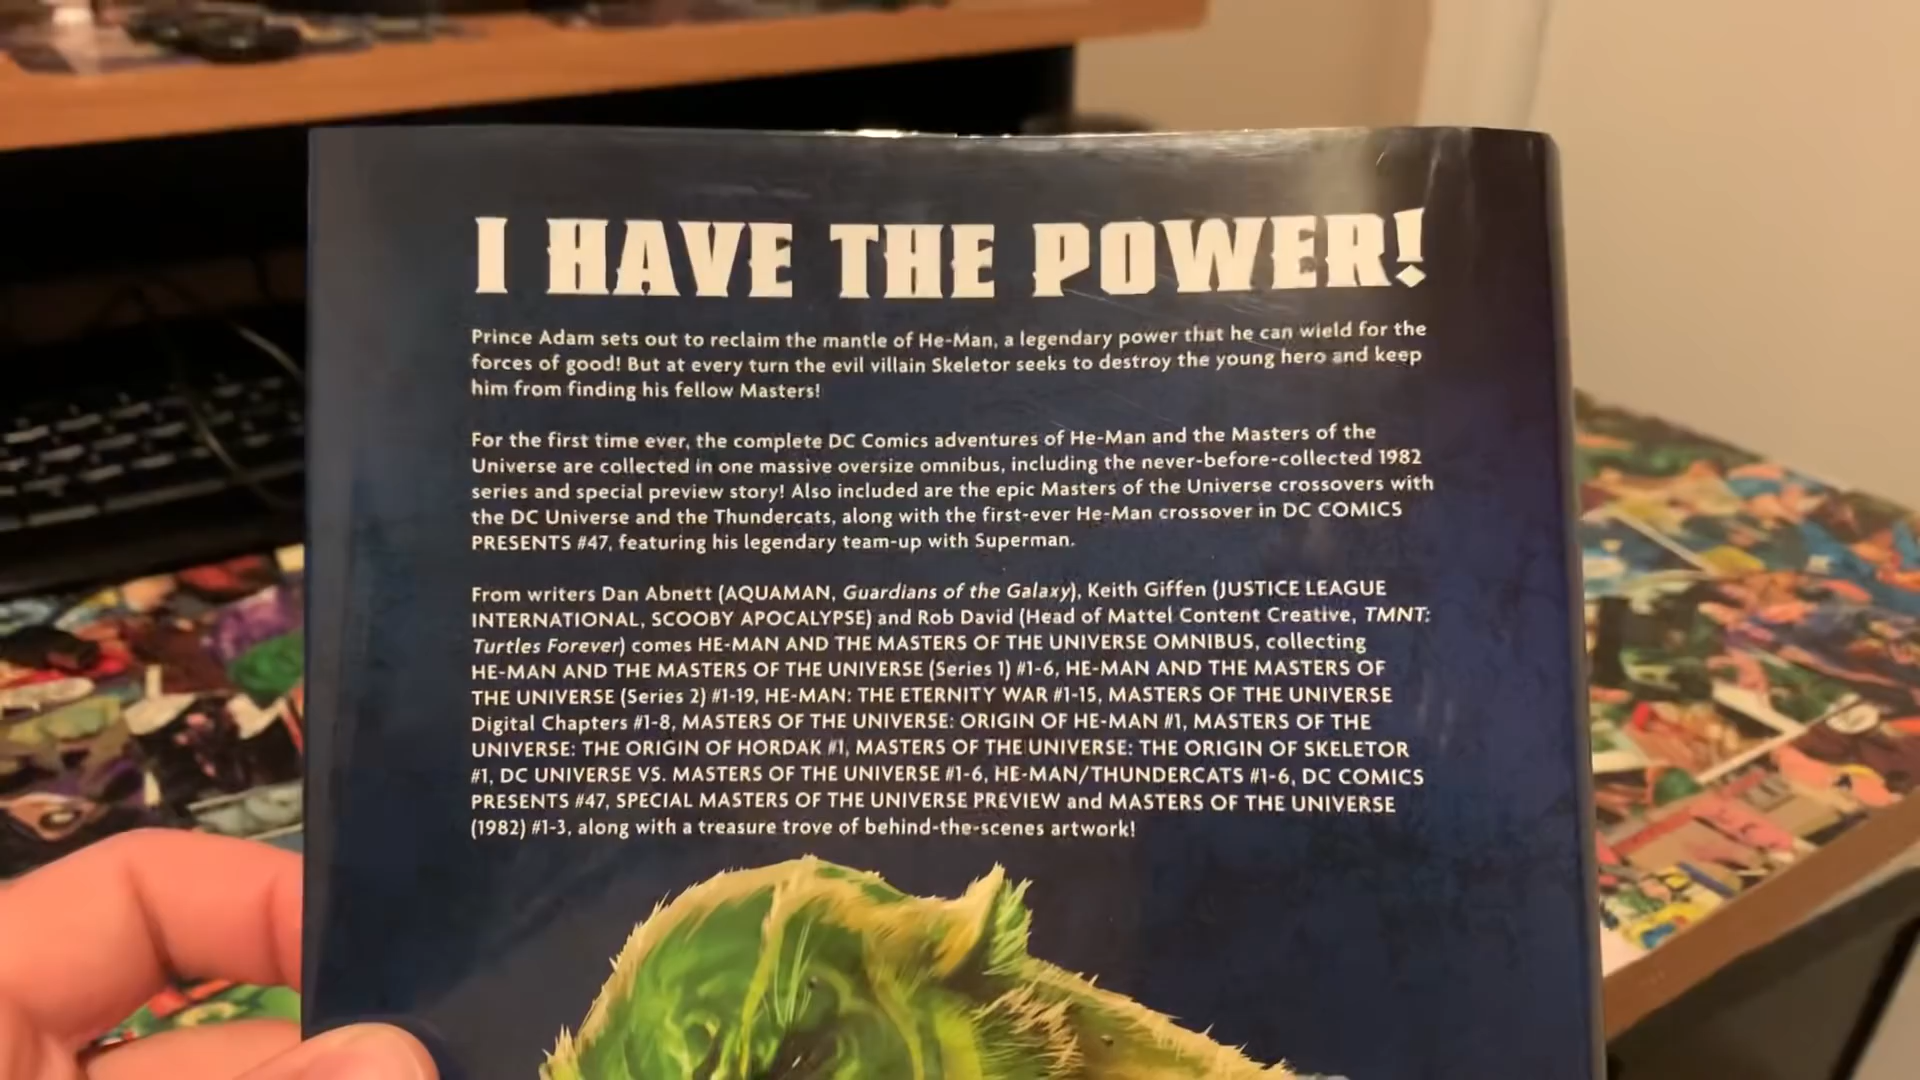 I HAVE THE POWER!
Prince Adam sets out to reclaim the mantle of He-Man, a legendary power that he can wield for the
forces of good! But at every turn the evil villain Skeletor seeks to destroy the young hero and keep
him from finding his fellow Masters!
For the first time ever, the complete DC Comics adventures of He-Man and the Masters of the
Universe are collected in one massive oversize omnibus, including the never-before-collected 1982
series and special preview story! Also included are the epic Masters of the Universe crossovers with
the DC Universe and the Thundercats, along with the first-ever He-Man crossover in DC COMICS
PRESENTS #47, featuring his legendary team-up with Superman.
From writers Dan Abnett (AQUAMAN, Guardians of the Galaxy), Keith Giffen (JUSTICE LEAGUE
INTERNATIONAL, SCOOBY APOCALYPSE) and Rob David (Head of Mattel Content Creative, TMNT:
Turtles Forever) comes HE-MAN AND THE MASTERS OF THE UNIVERSE OMNIBUS, collecting
HE-MAN AND THE MASTERS OF THE UNIVERSE (Series 1) #1-6, HE-MAN AND THE MASTERS OF
THE UNIVERSE (Series 2) #1-19, HE-MAN: THE ETERNITY WAR #1-15, MASTERS OF THE UNIVERSE
Digital Chapters #1-8, MASTERS OF THE UNIVERSE: ORIGIN OF HE-MAN #1, MASTERS OF THE
UNIVERSE: THE ORIGIN OF HORDAK #1, MASTERS OF THE UNIVERSE: THE ORIGIN OF SKELETOR
#1, DC UNIVERSE VS. MASTERS OF THE UNIVERSE #1-6, HE-MAN/THUNDERCATS #1-6, DC COMICS
PRESENTS #47, SPECIAL MASTERS OF THE UNIVERSE PREVIEW and MASTERS OF THE UNIVERSE
(1982) #1-3, along with a treasure trove of behind-the-scenes artwork!